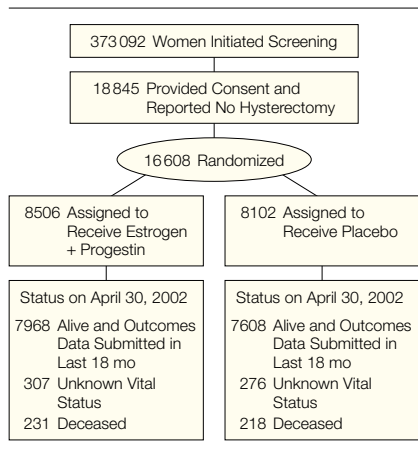 373 092 Women Initiated Screening
18 845 Provided Consent and
Reported No Hysterectomy
16 608 Randomized
8506 Assigned to
Receive Estrogen
+ Progestin
8102 Assigned to
Receive Placebo
Status on April 30, 2002
7968 Alive and Outcomes
Data Submitted in
Last 18 mo
307 Unknown Vital
Status
231 Deceased
Status on April 30, 2002
7608 Alive and Outcomes
Data Submitted in
Last 18 mo
276 Unknown Vital
Status
218 Deceased